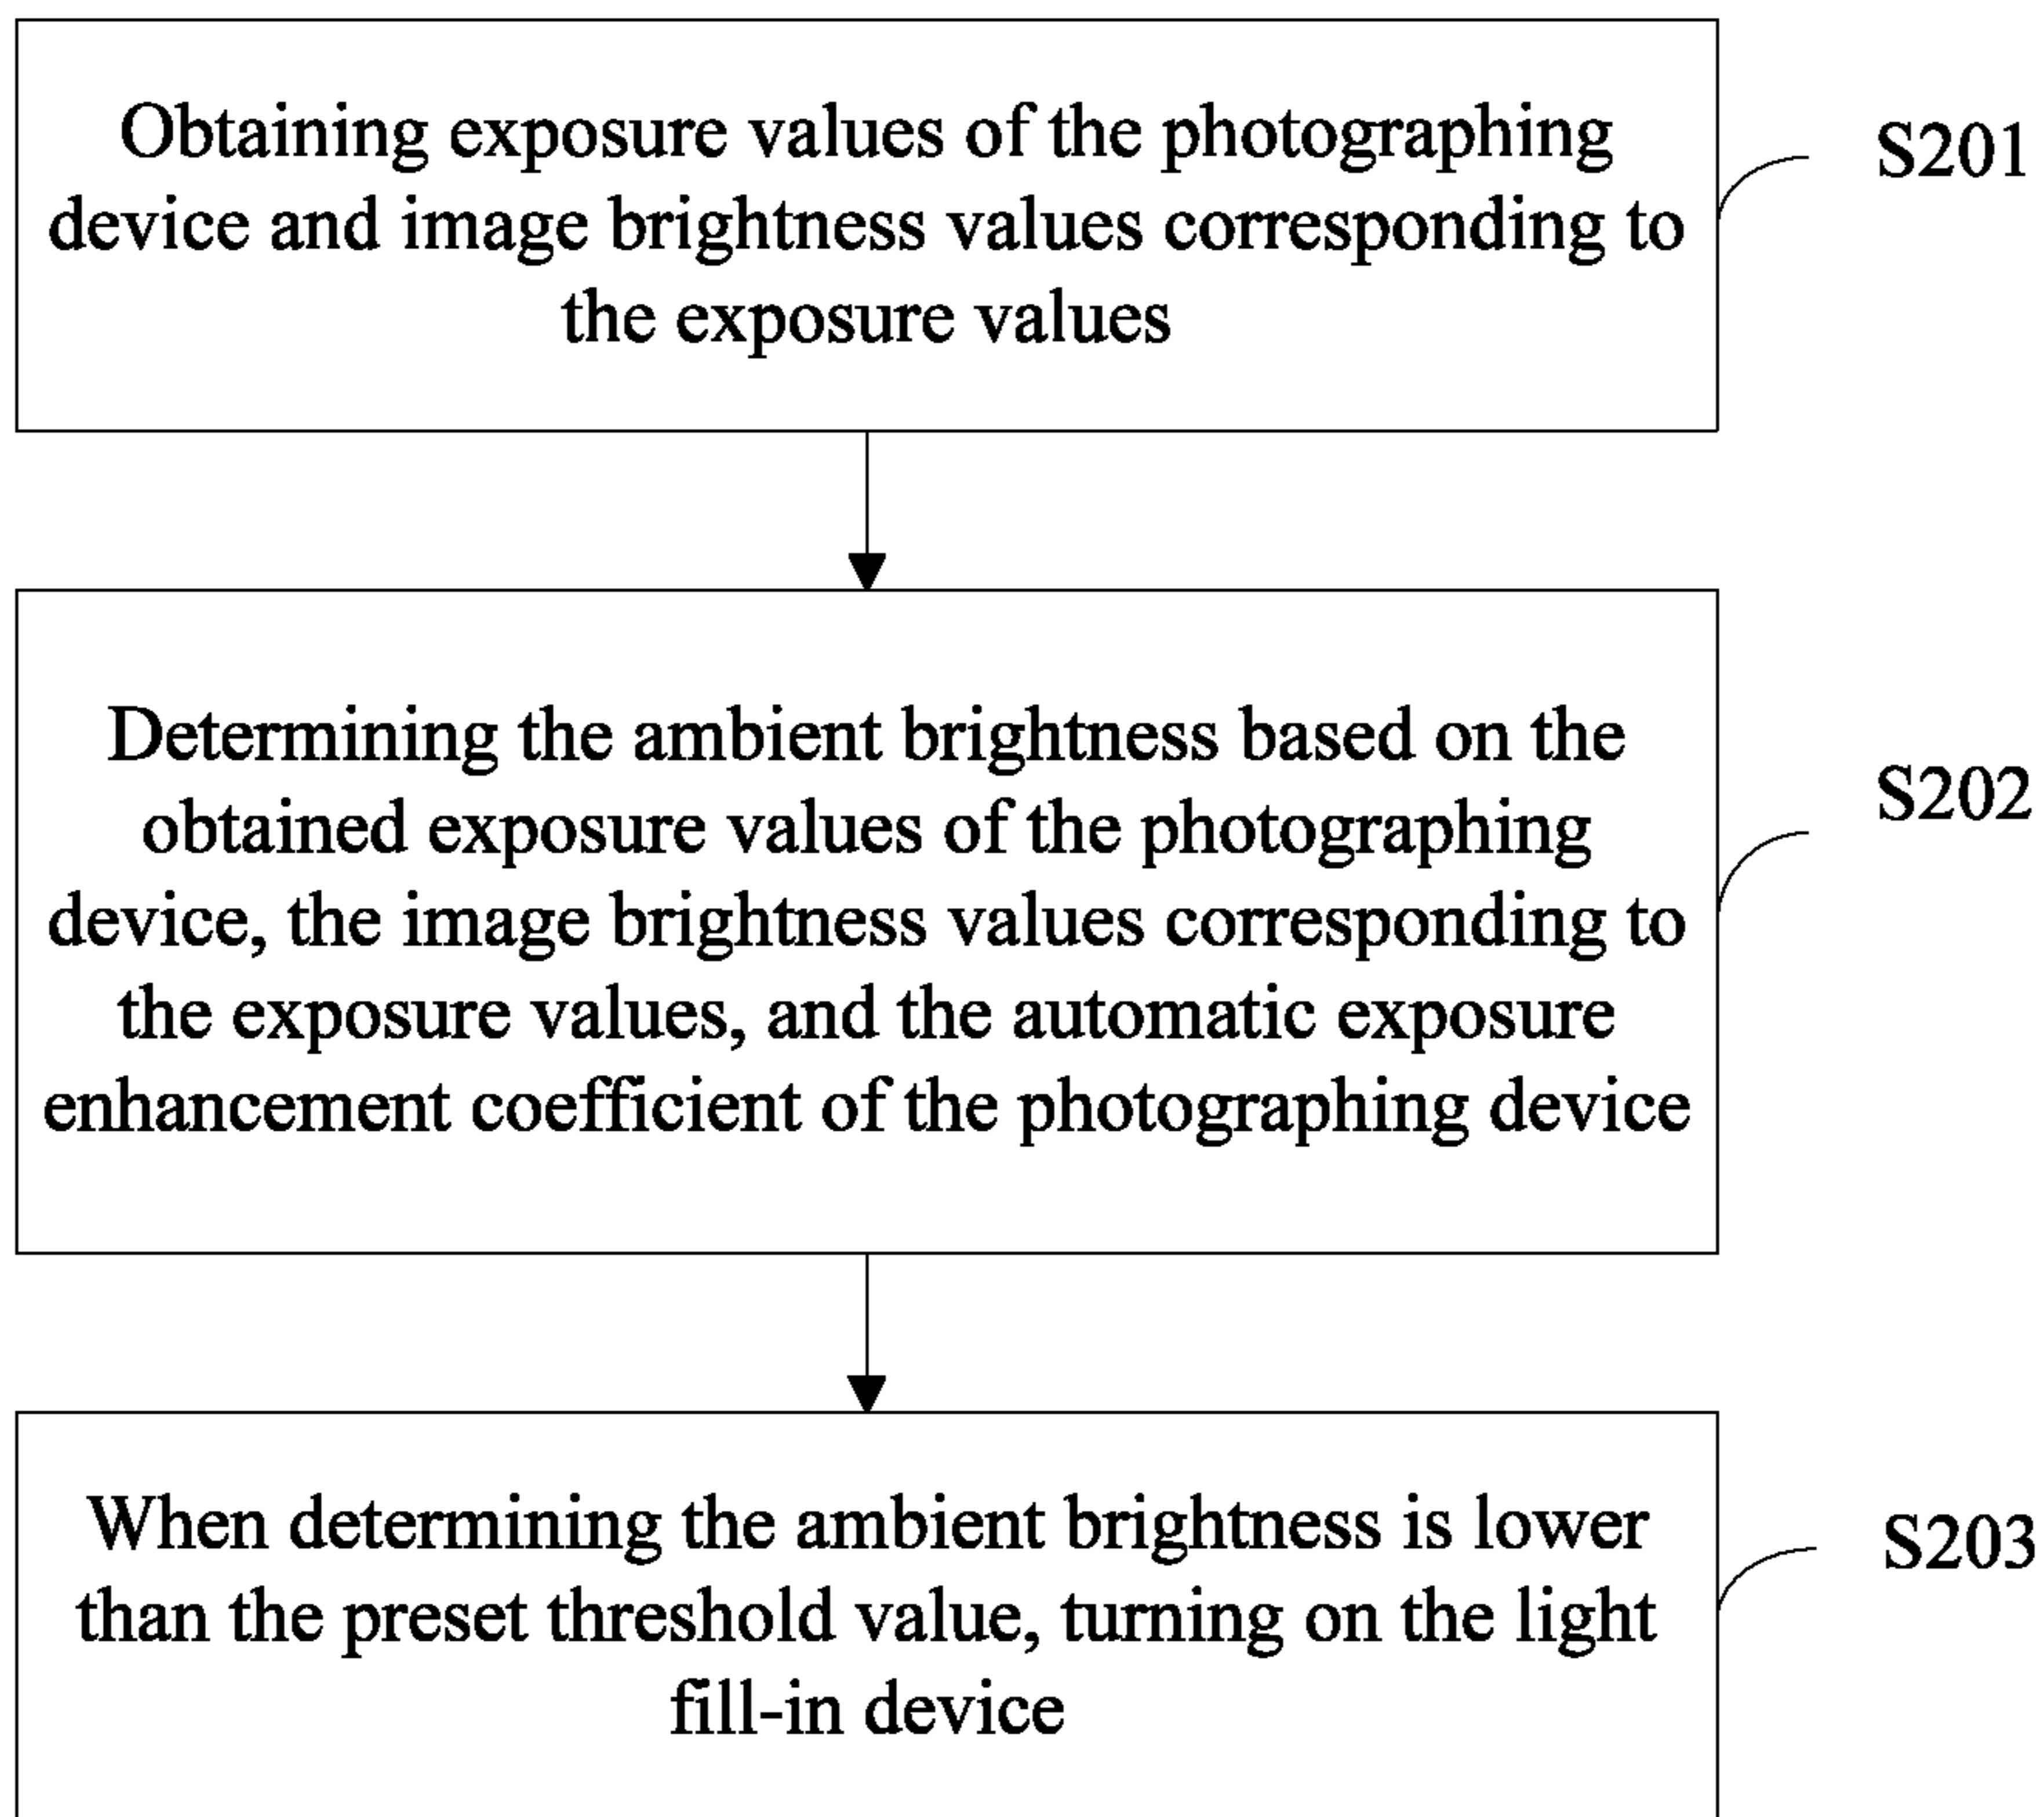 Obtaining exposure values of the photographing
device and image brightness values corresponding to
the exposure values
S201
Determining the ambient brightness based on the
obtained exposure values of the photographing
device, the image brightness values corresponding to
the exposure values, and the automatic exposure
enhancement coefficient of the photographing device
S202
When determining the ambient brightness is lower
than the preset threshold value, turning on the light
fill-in device
S203